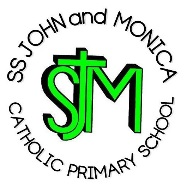 SS JOHN and MONICA
SJM
CATHOLIC PRIMARY SCHOOL